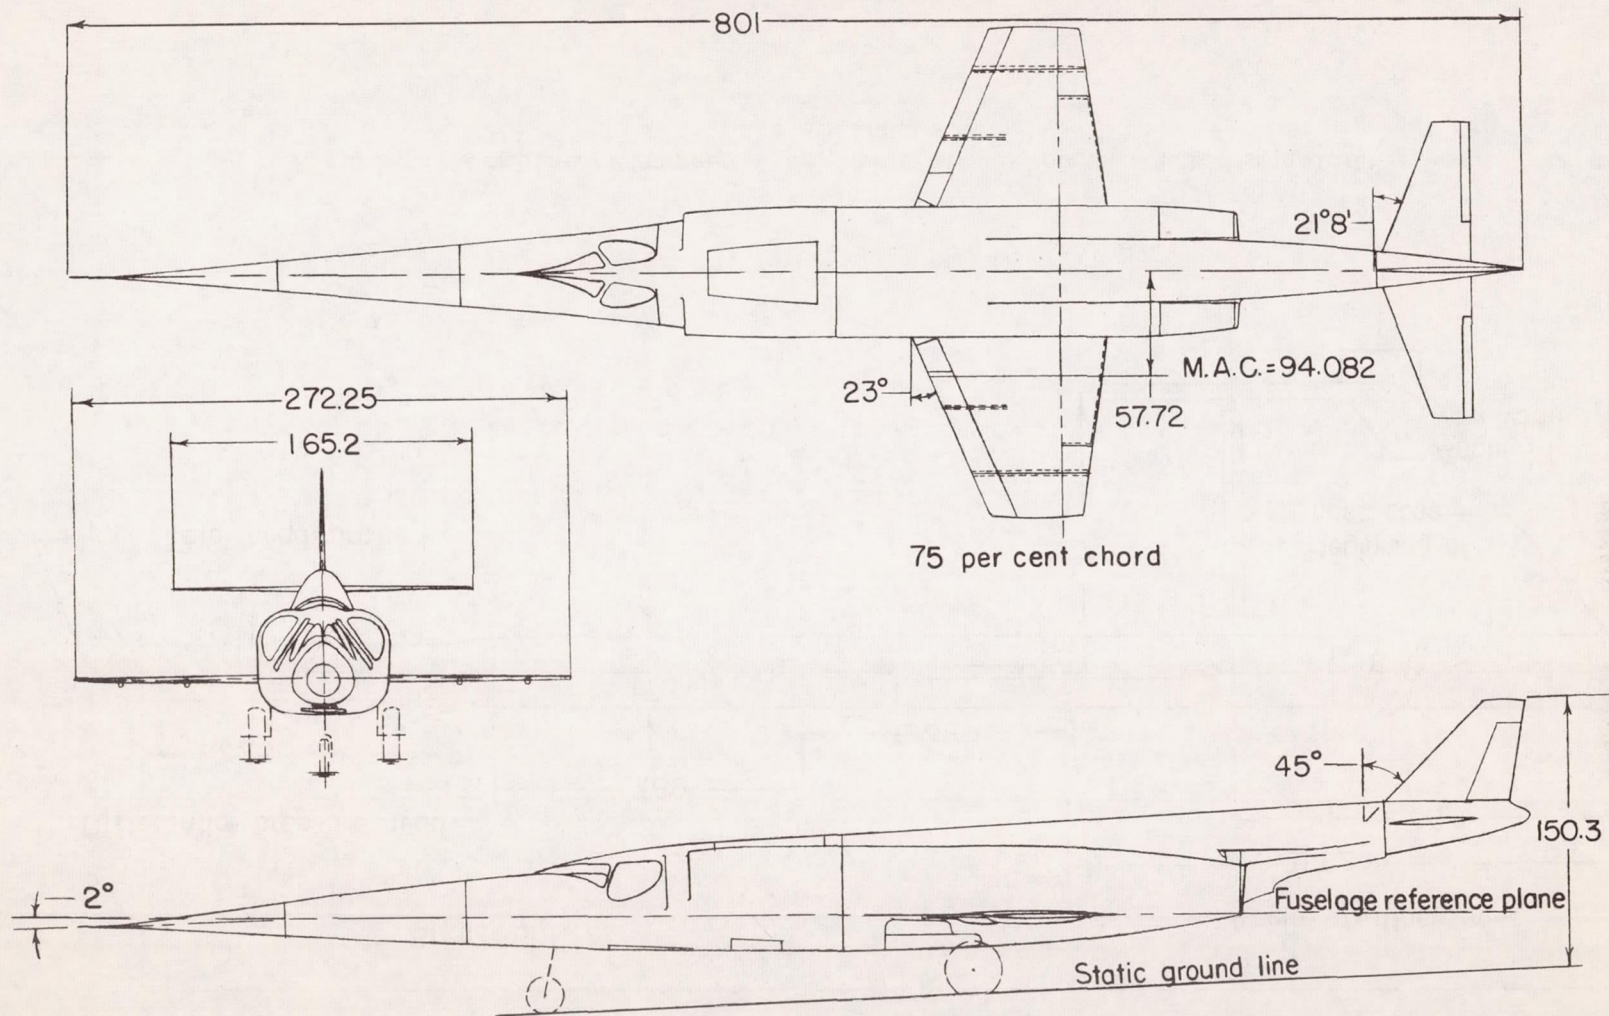 801
21°8'
M.A.C.=94.082
23°
57.72
272.25
165.2
75 per cent chord
45°
150.3
2°
Fuselage reference plane
Static ground line